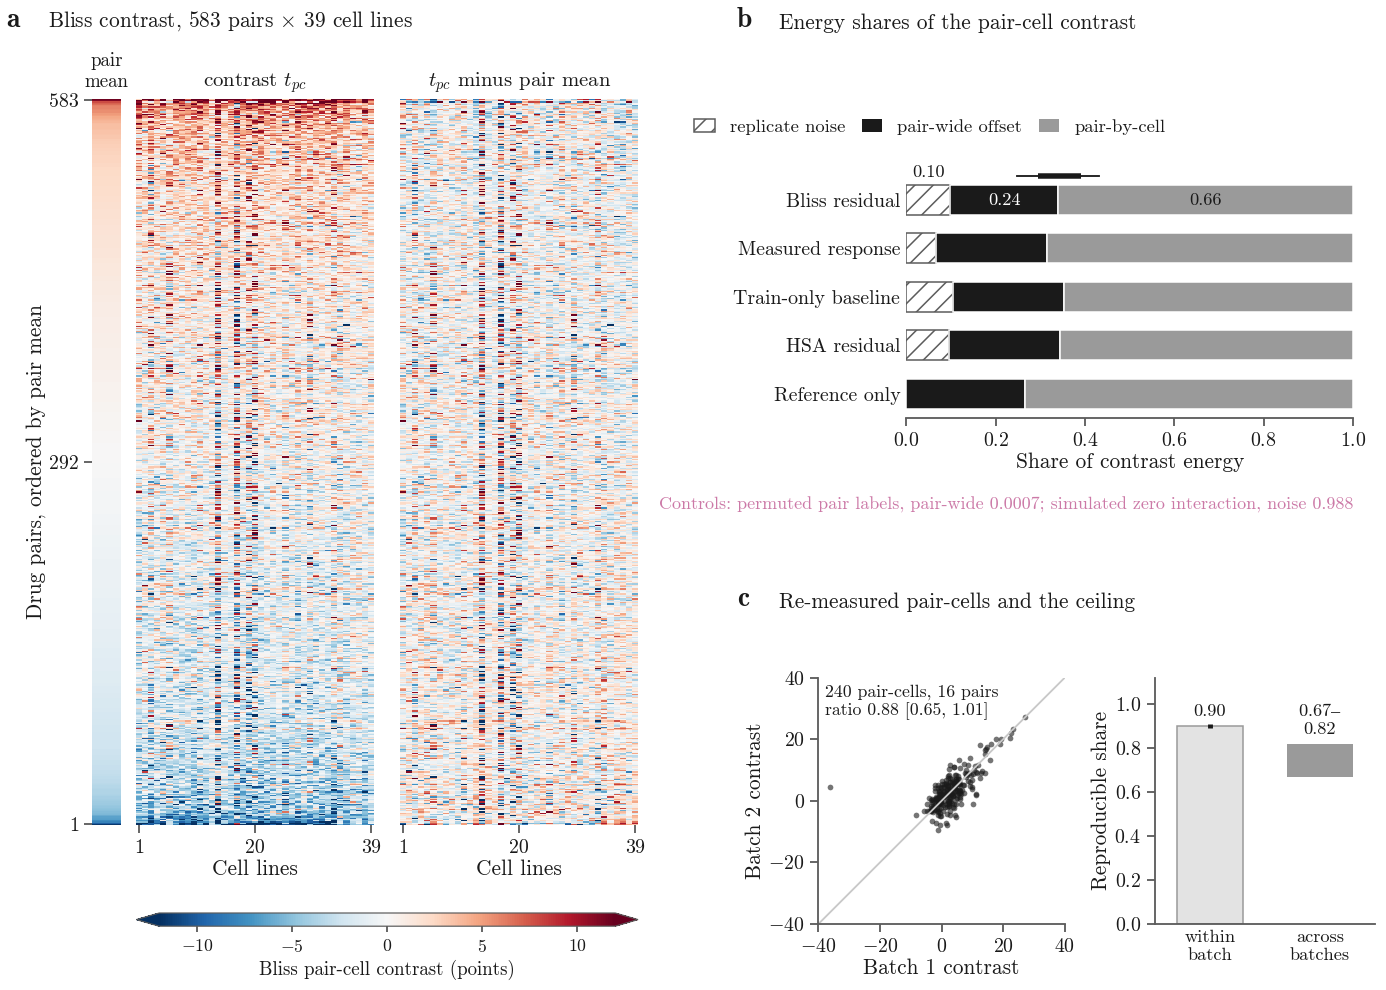 a Bliss contrast, 583 pairs × 39 cell lines
pair
mean
contrast t_pc
t_pc minus pair mean
583
292
1
Drug pairs, ordered by pair mean
1 20 39
Cell lines
1 20 39
Cell lines
−10 −5 0 5 10
Bliss pair-cell contrast (points)
b Energy shares of the pair-cell contrast
replicate noise pair-wide offset pair-by-cell
0.10
Bliss residual 0.24 0.66
Measured response
Train-only baseline
HSA residual
Reference only
0.0 0.2 0.4 0.6 0.8 1.0
Share of contrast energy
Controls: permuted pair labels, pair-wide 0.0007; simulated zero interaction, noise 0.988
c Re-measured pair-cells and the ceiling
240 pair-cells, 16 pairs
ratio 0.88 [0.65, 1.01]
40
20
0
−20
−40
Batch 2 contrast
−40 −20 0 20 40
Batch 1 contrast
1.0
0.8
0.6
0.4
0.2
0.0
Reproducible share
0.90
0.67–
0.82
within
batch
across
batches